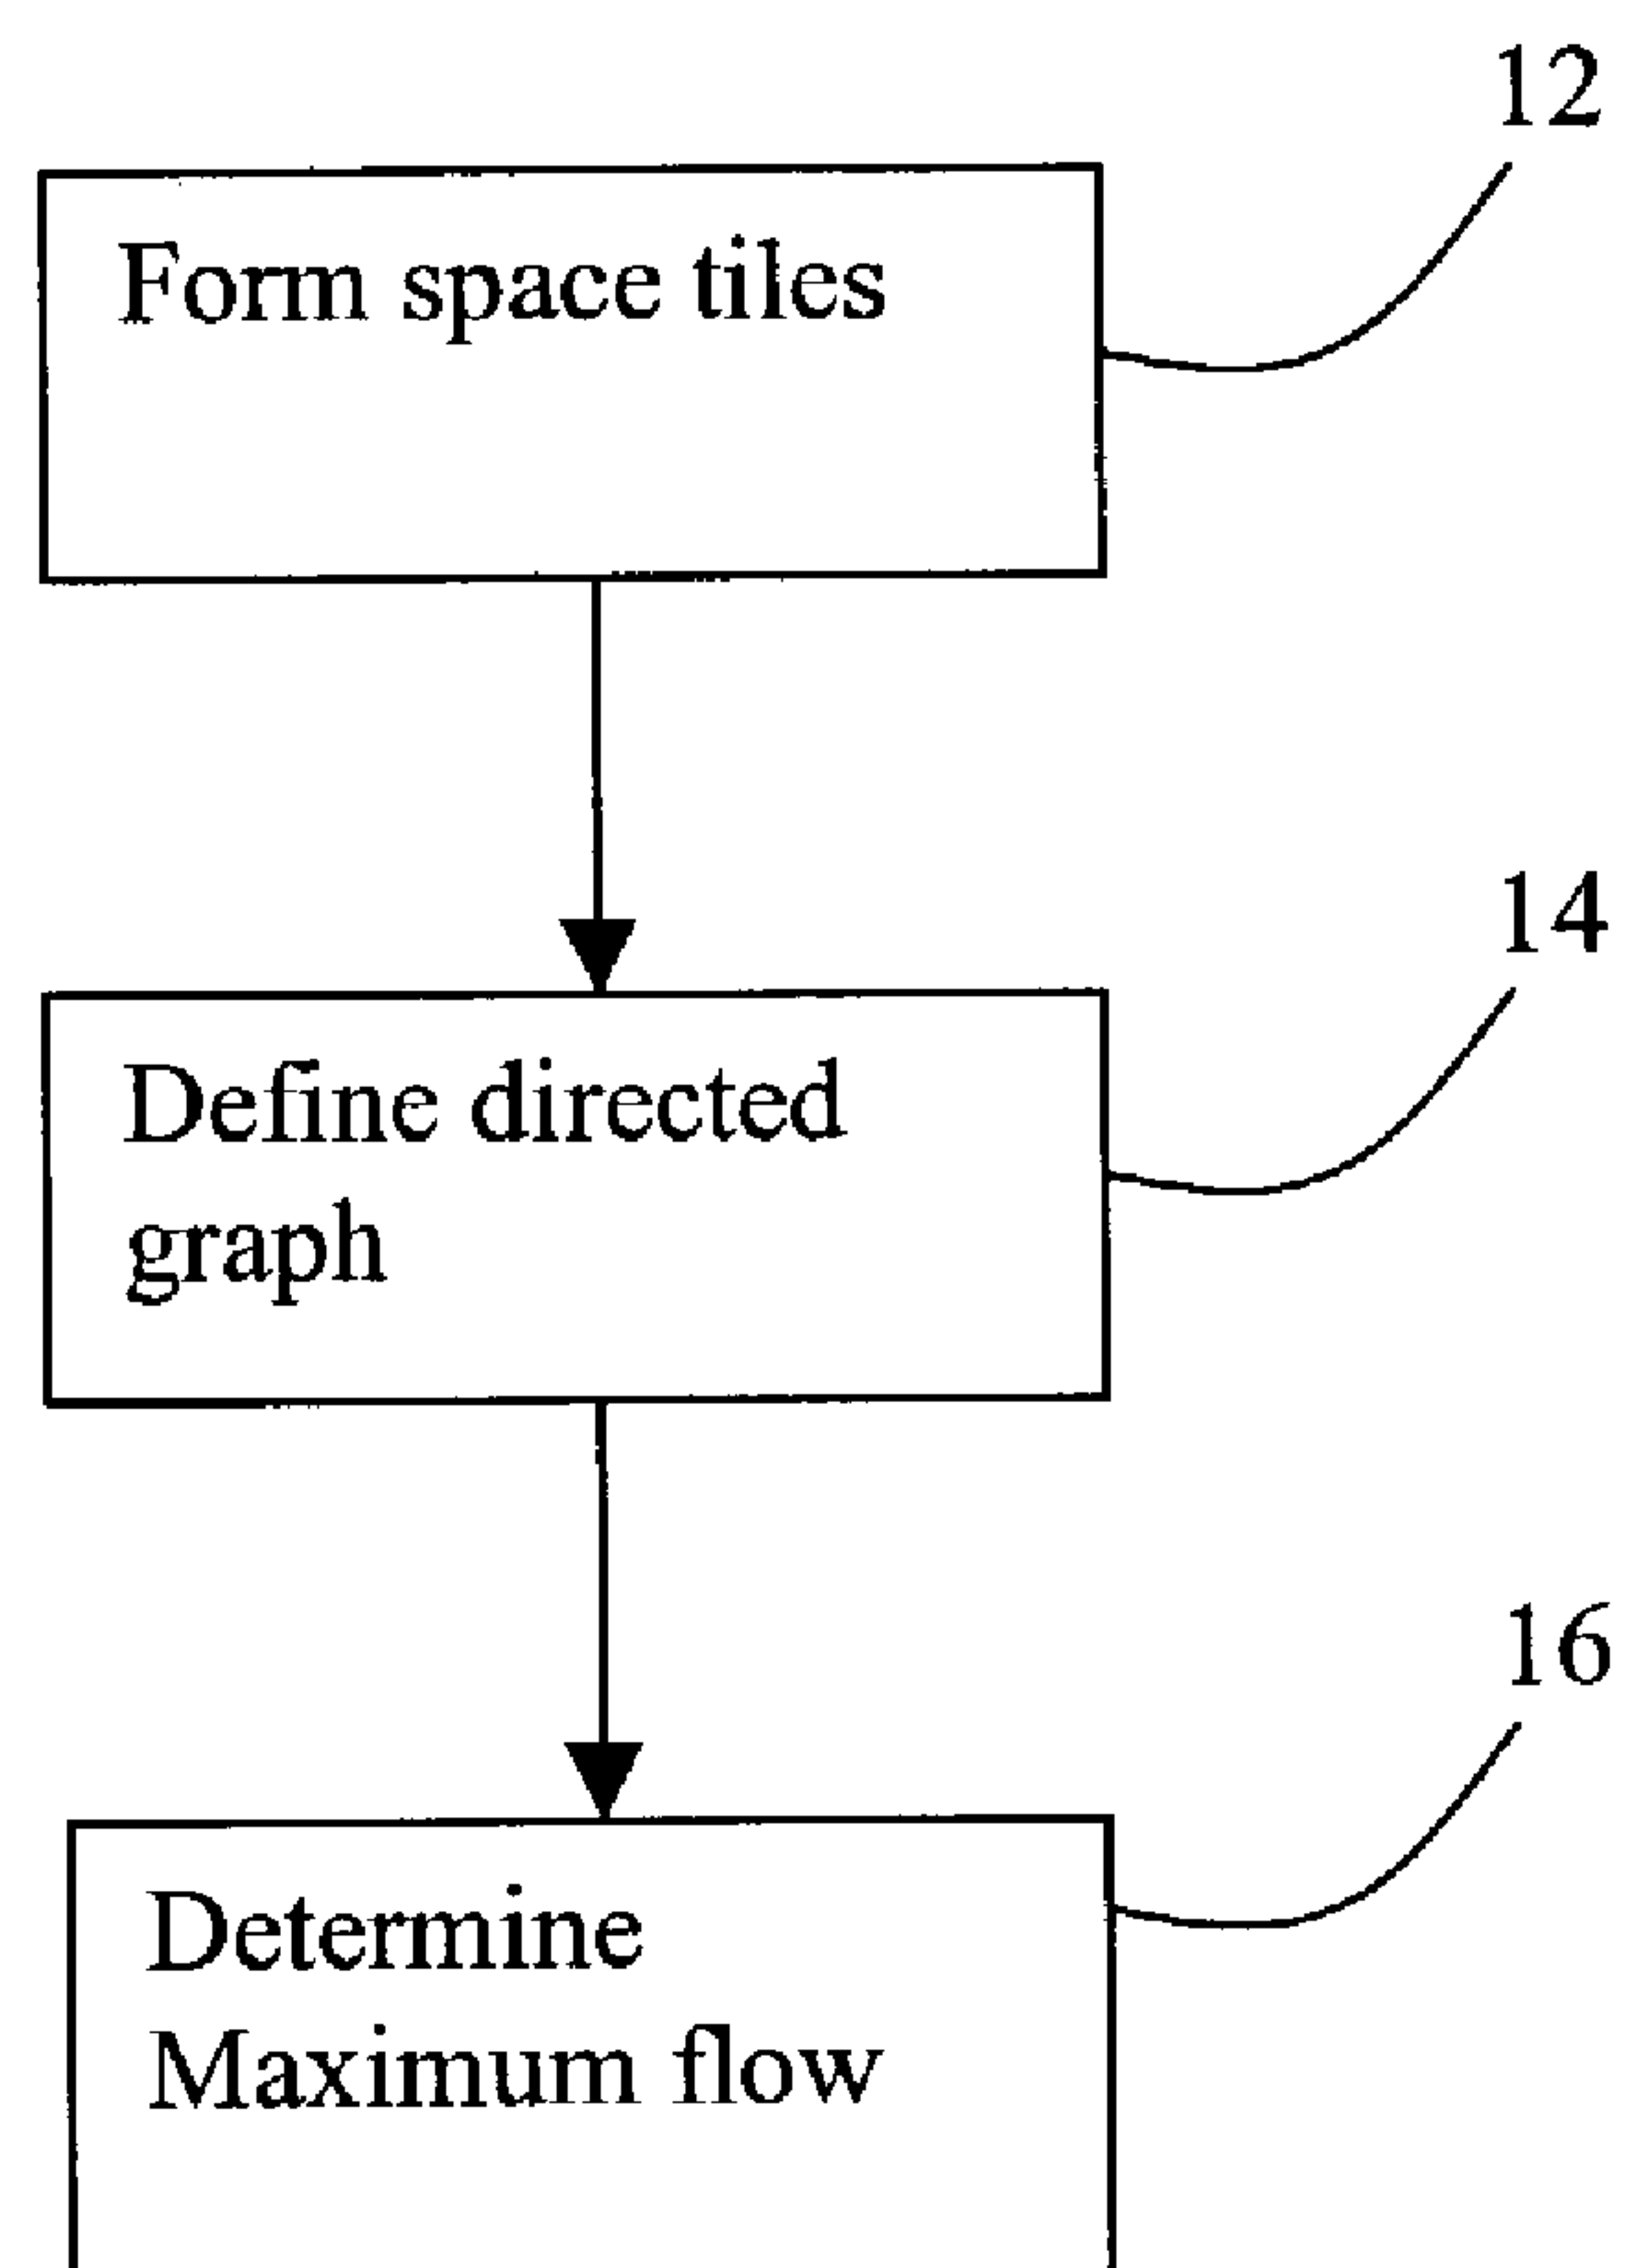 12
Form space tiles
14
Define directed
graph
16
Determine
Maximum flow